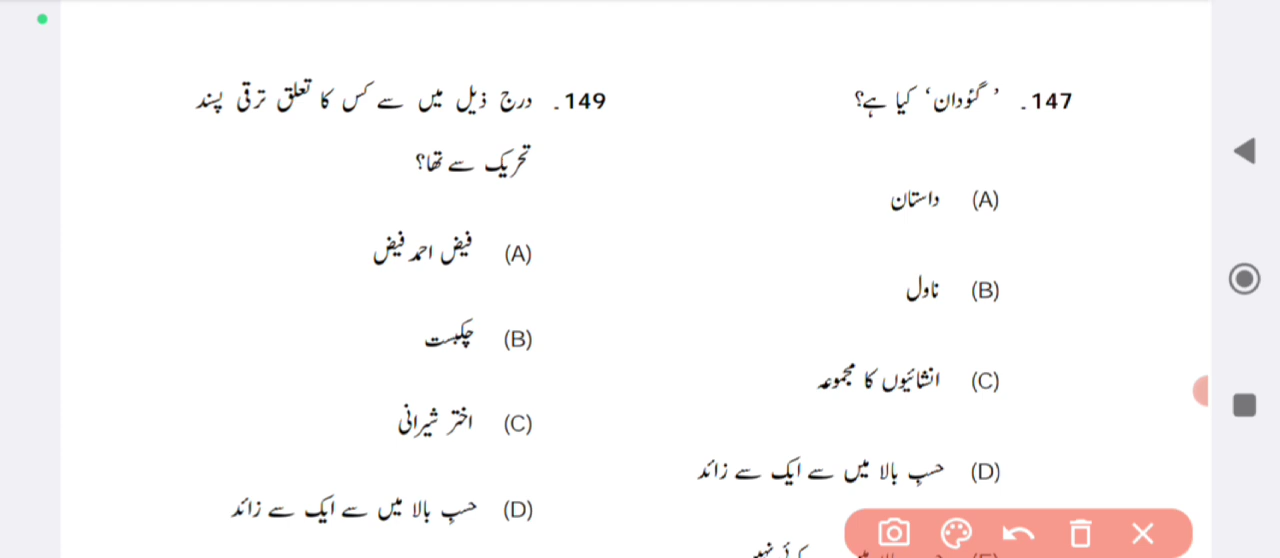 147. ’گئودان‘ کیا ہے؟
(A) داستان
(B) ناول
(C) انشائیوں کا مجموعہ
(D) حسبِ بالا میں سے ایک سے زائد
149. درج ذیل میں سے کس کا تعلق ترقی پسند
تحریک سے تھا؟
(A) فیض احمد فیض
(B) چکبست
(C) اختر شیرانی
(D) حسبِ بالا میں سے ایک سے زائد